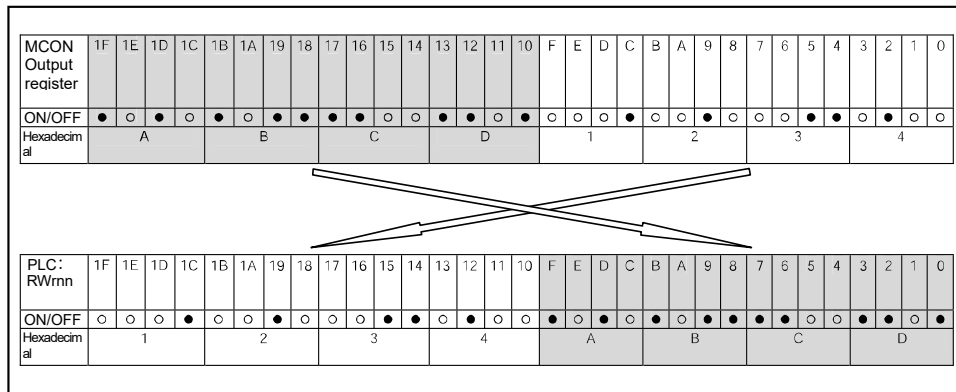 MCON Output register 1F 1E 1D 1C 1B 1A 19 18 17 16 15 14 13 12 11 10 F E D C B A 9 8 7 6 5 4 3 2 1 0
ON/OFF ● ○ ● ○ ● ○ ● ● ● ● ○ ○ ● ● ○ ● ○ ○ ○ ● ○ ○ ● ○ ○ ○ ● ● ○ ● ○ ○
Hexadecimal A B C D 1 2 3 4
PLC: RWrnn 1F 1E 1D 1C 1B 1A 19 18 17 16 15 14 13 12 11 10 F E D C B A 9 8 7 6 5 4 3 2 1 0
ON/OFF ○ ○ ○ ● ○ ○ ● ○ ○ ○ ● ● ○ ● ○ ○ ● ○ ● ○ ● ○ ● ● ● ● ○ ○ ● ● ○ ●
Hexadecimal 1 2 3 4 A B C D